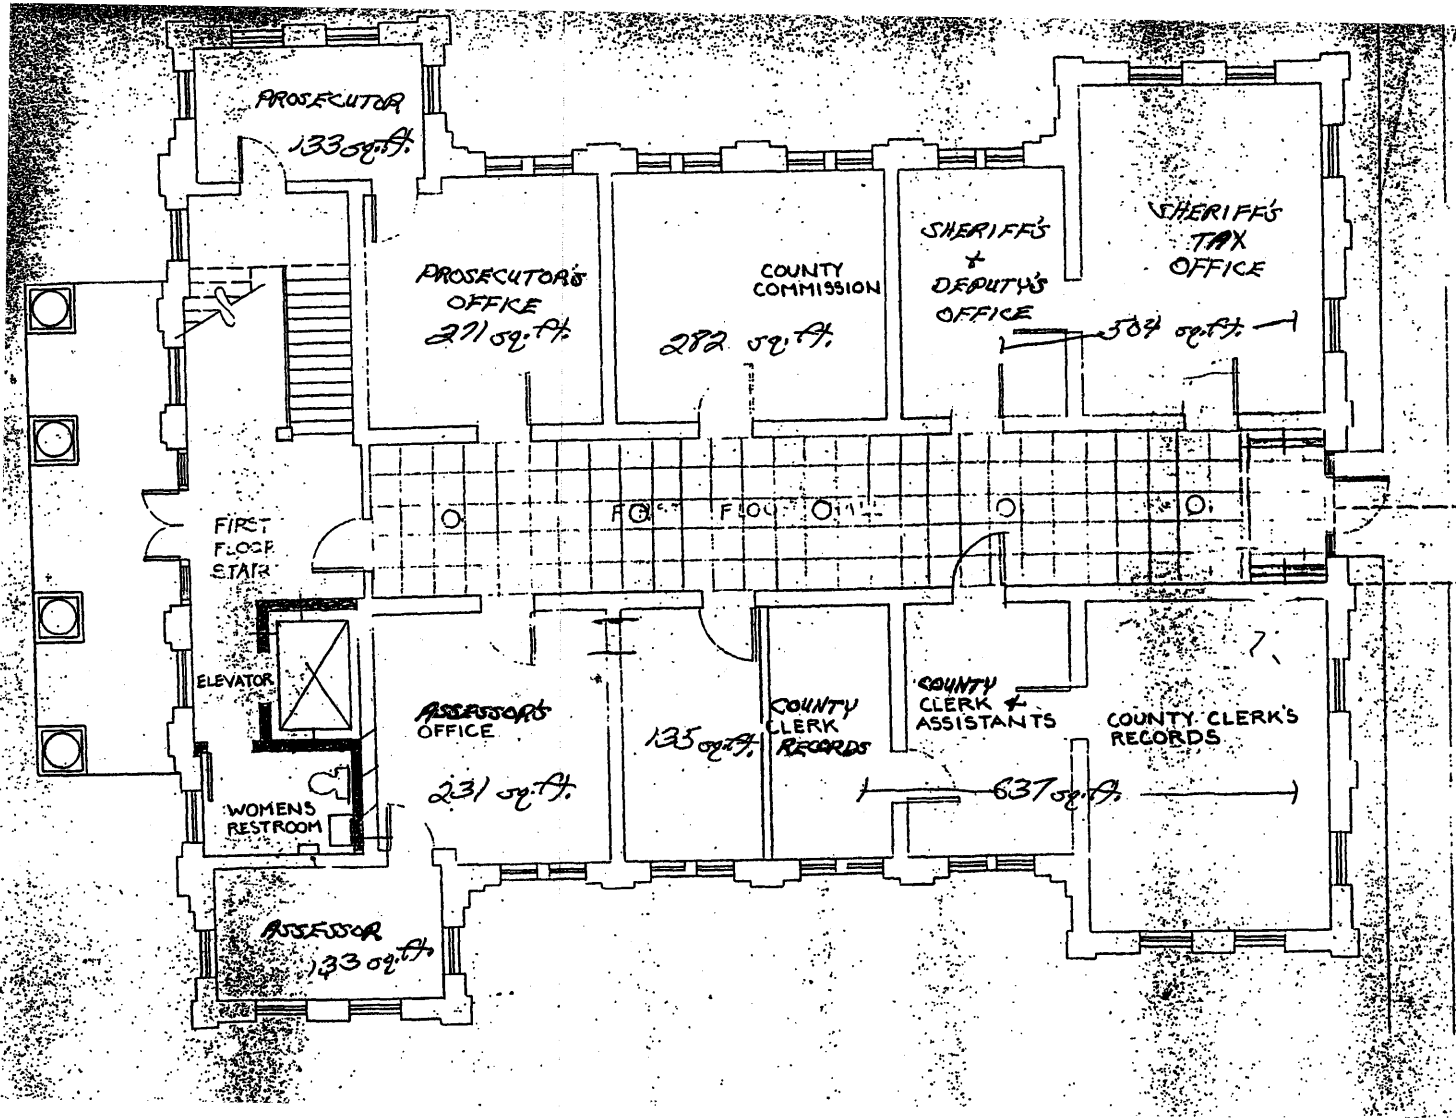 PROSECUTOR
133 sq.ft.
PROSECUTOR'S
OFFICE
271 sq.ft.
COUNTY
COMMISSION
282 sq.ft.
SHERIFF'S
+
DEPUTY'S
OFFICE
SHERIFF'S
TAX
OFFICE
504 sq.ft.
FIRST
FLOOR
STAIR
ELEVATOR
WOMENS
RESTROOM
ASSESSOR'S
OFFICE
231 sq.ft.
135 sq.ft.
COUNTY
CLERK
RECORDS
COUNTY
CLERK +
ASSISTANTS
COUNTY CLERK'S
RECORDS
637 sq.ft.
ASSESSOR
133 sq.ft.